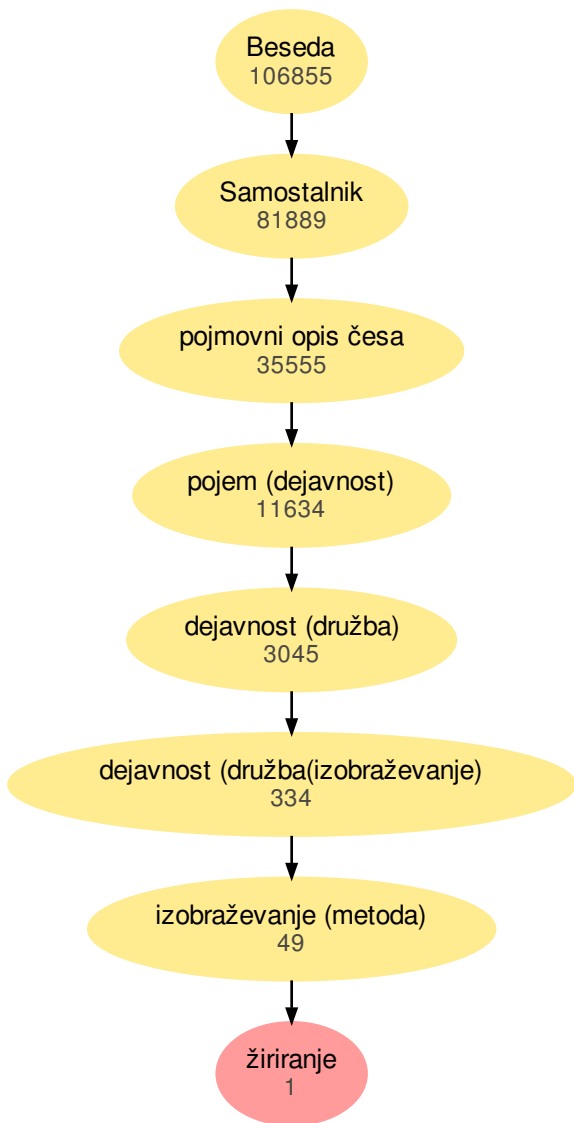 Beseda
106855
Samostalnik
81889
pojmovni opis česa
35555
pojem (dejavnost)
11634
dejavnost (družba)
3045
dejavnost (družba(izobraževanje)
334
izobraževanje (metoda)
49
žiriranje
1